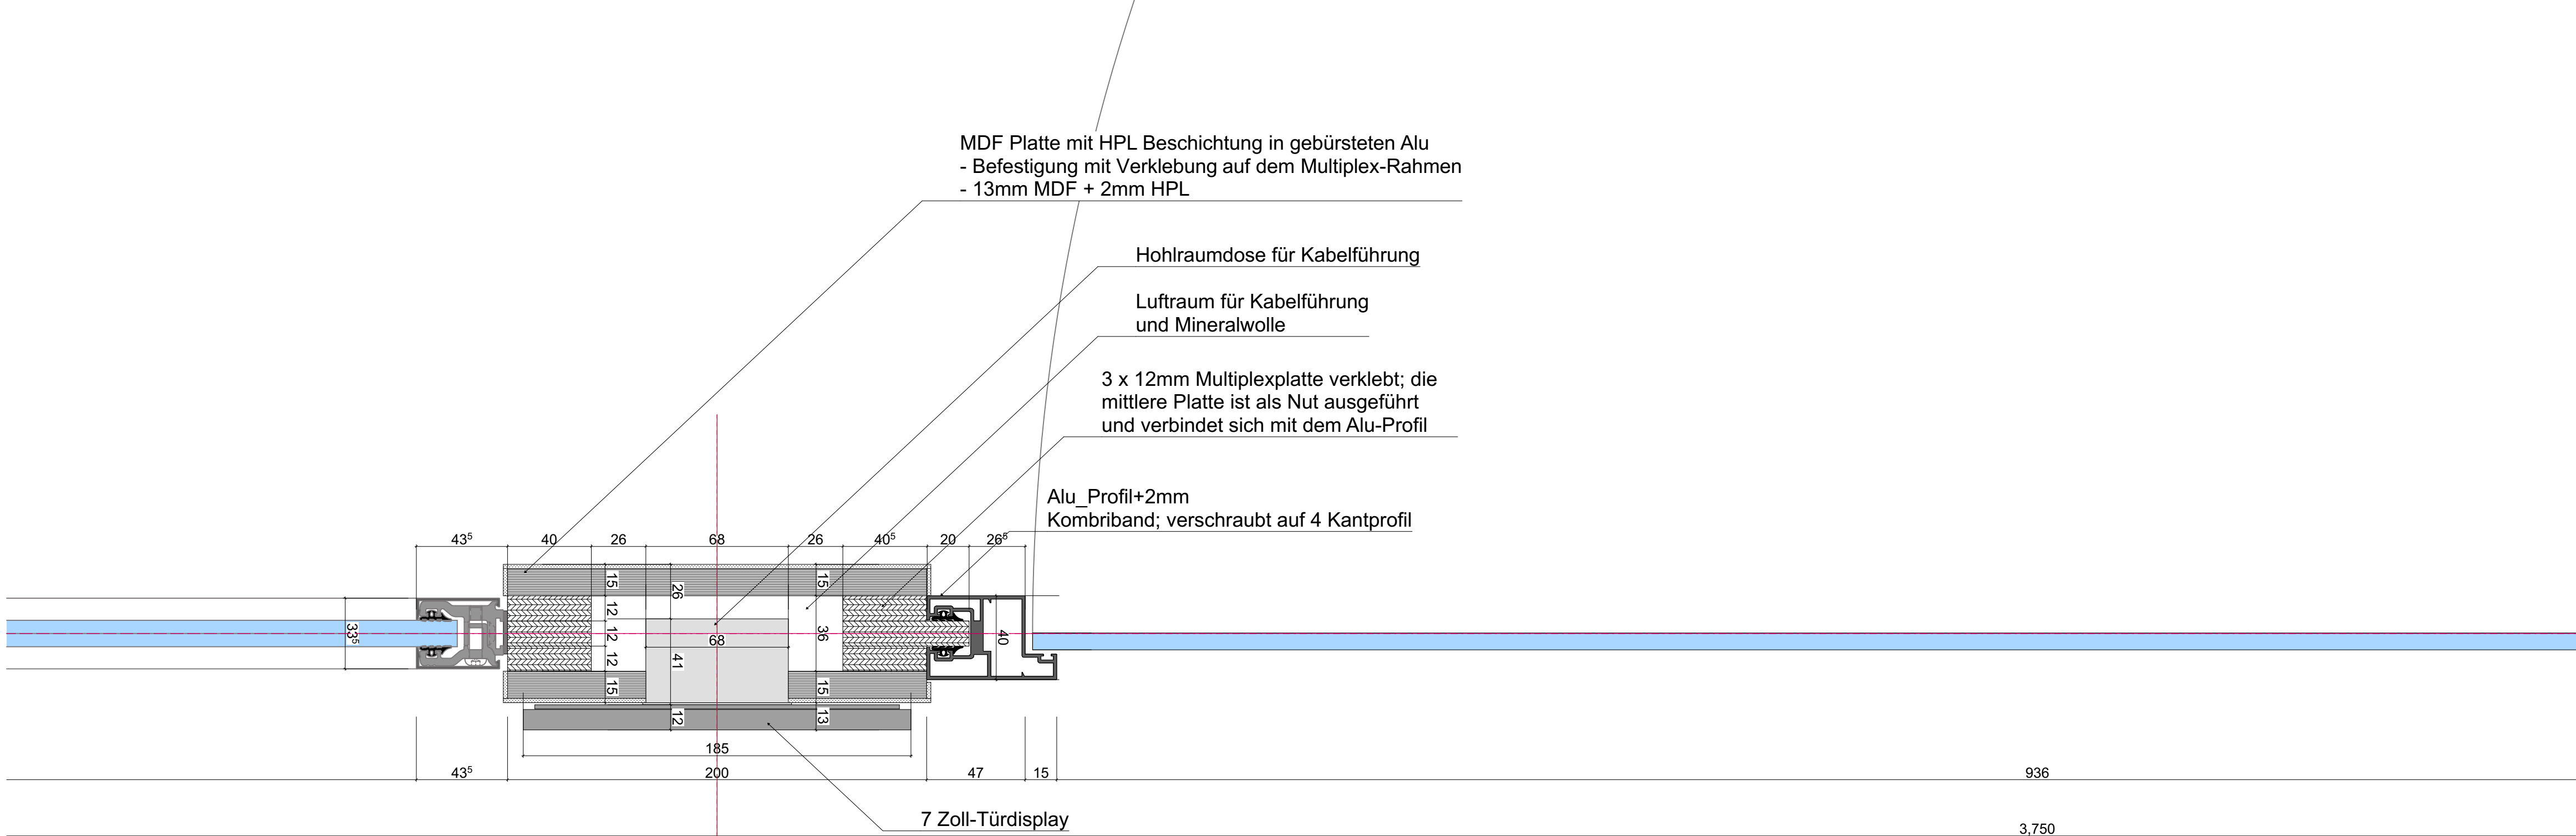 MDF Platte mit HPL Beschichtung in gebürsteten Alu
- Befestigung mit Verklebung auf dem Multiplex-Rahmen
- 13mm MDF + 2mm HPL
Hohlraumdose für Kabelführung
Luftraum für Kabelführung
und Mineralwolle
3 x 12mm Multiplexplatte verklebt; die
mittlere Platte ist als Nut ausgeführt
und verbindet sich mit dem Alu-Profil
Alu_Profil+2mm
Kombriband; verschraubt auf 4 Kantprofil
43⁵ 40 26 68 26 40⁵ 20 26⁵
15 26 15
12
33⁵ 12 68 36 40
12 41
15 15
12 13
185
43⁵ 200 47 15 936
7 Zoll-Türdisplay
3,750